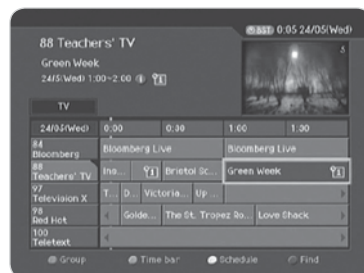 BST 0:05 24/05(Wed)
88 Teachers' TV
Green Week
24/5(Wed) 1:00~2:00
5
TV
24/05(Wed) 0:00 0:30 1:00 1:30
84 Bloomberg Bloomberg Live Bloomberg Live
88 Teachers' TV Ins... Bristol Sc... Green Week
97 Television X T... D... Victoria... Up ...
98 Red Hot Golde... The St. Tropez Ro... Love Shack
100 Teletext
Group Time bar Schedule Find